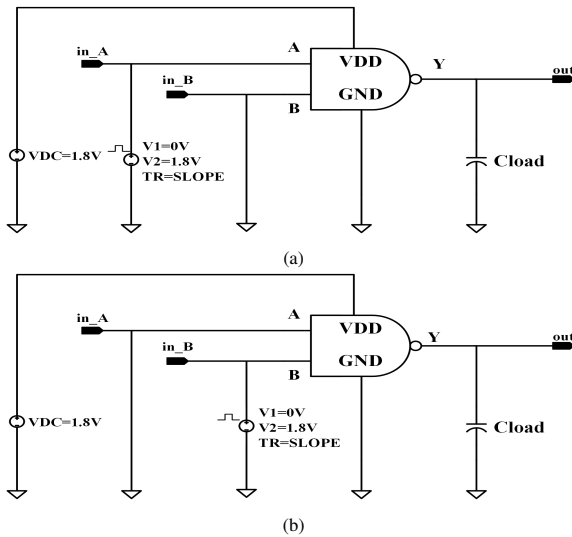 A
VDD
Y
in_A
out
in_B
GND
B
VDC=1.8V
V1=0V
V2=1.8V
TR=SLOPE
Cload
(a)
A
VDD
Y
in_A
out
in_B
GND
B
VDC=1.8V
V1=0V
V2=1.8V
TR=SLOPE
Cload
(b)